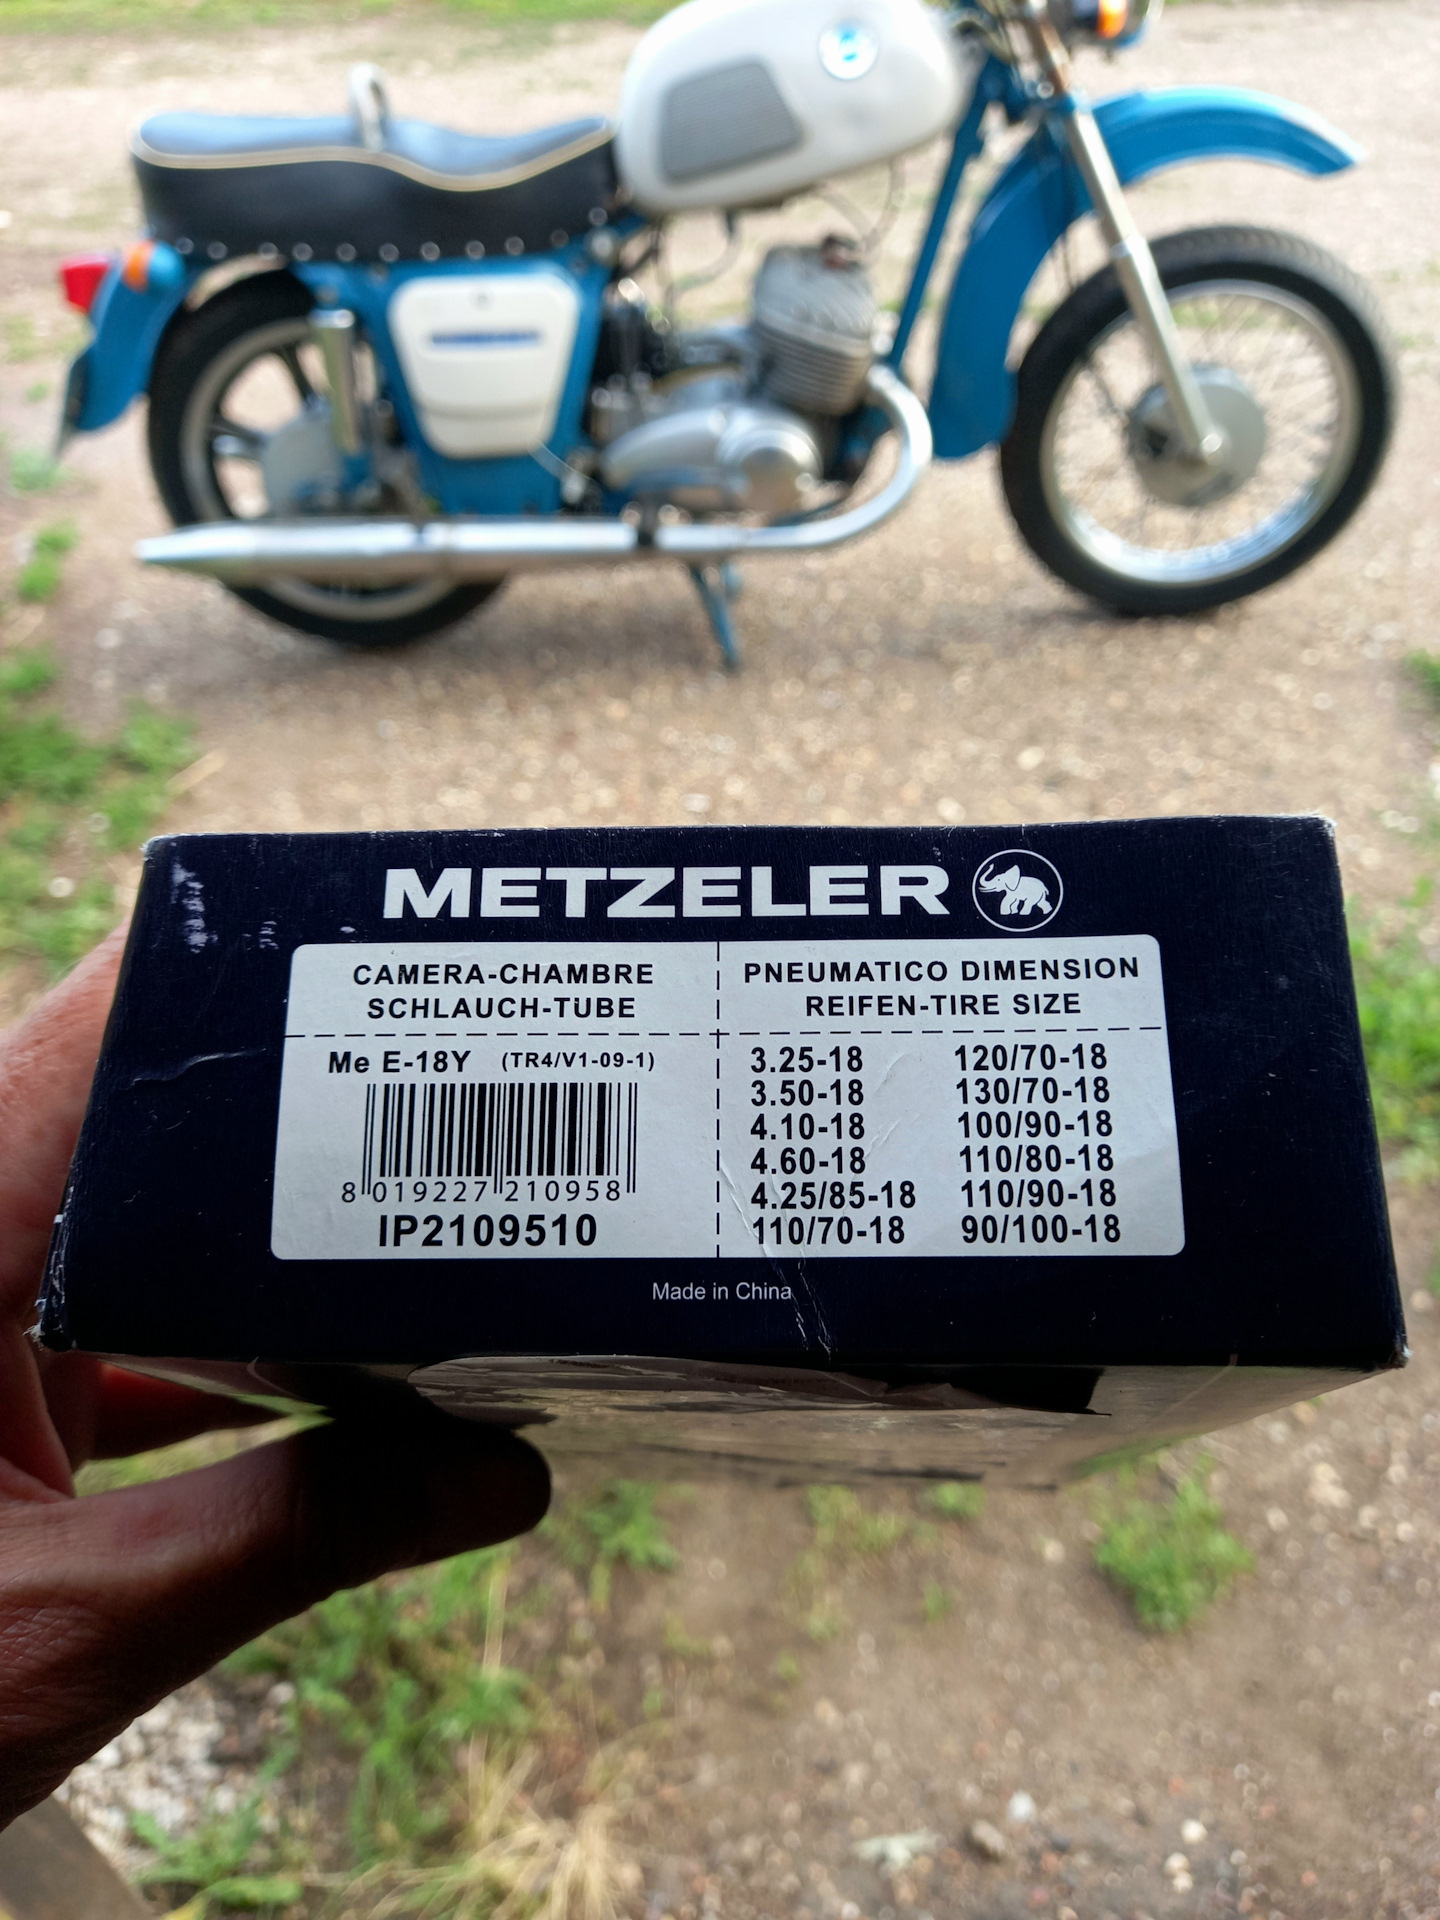 METZELER
CAMERA-CHAMBRE
SCHLAUCH-TUBE
PNEUMATICO DIMENSION
REIFEN-TIRE SIZE
Me E-18Y (TR4/V1-09-1)
8 019227 210958
IP2109510
3.25-18 120/70-18
3.50-18 130/70-18
4.10-18 100/90-18
4.60-18 110/80-18
4.25/85-18 110/90-18
110/70-18 90/100-18
Made in China